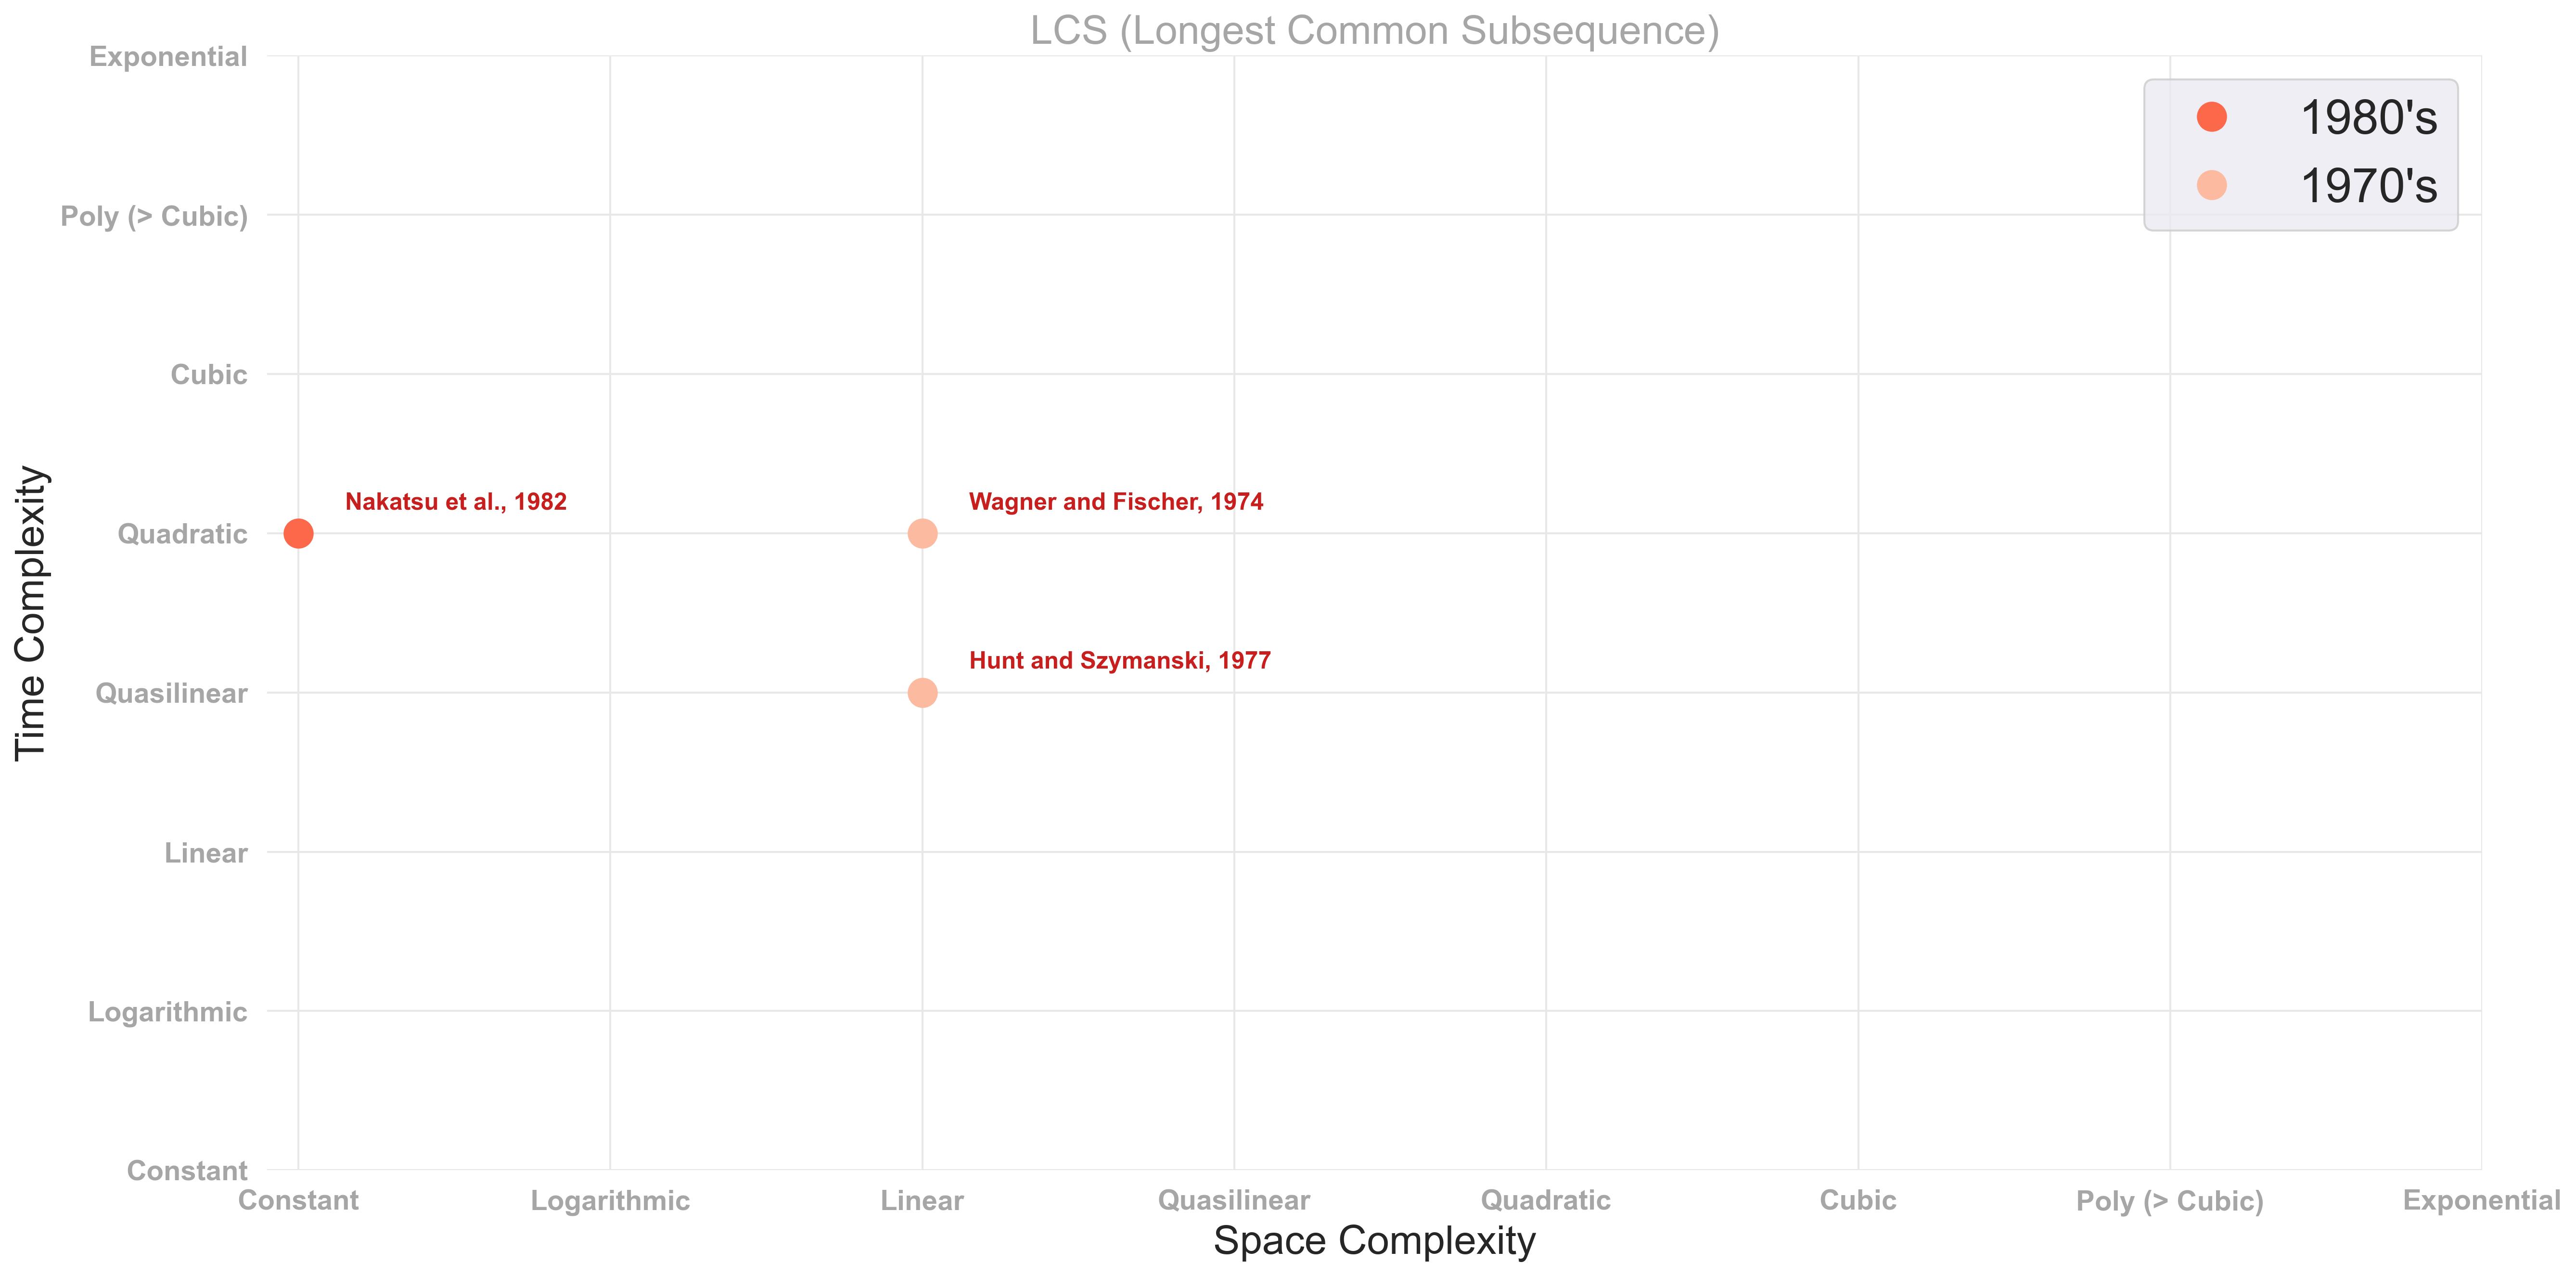 LCS (Longest Common Subsequence)
1980's
1970's
Time Complexity
Exponential
Poly (> Cubic)
Cubic
Quadratic
Quasilinear
Linear
Logarithmic
Constant
Nakatsu et al., 1982
Wagner and Fischer, 1974
Hunt and Szymanski, 1977
Constant
Logarithmic
Linear
Quasilinear
Quadratic
Cubic
Poly (> Cubic)
Exponential
Space Complexity